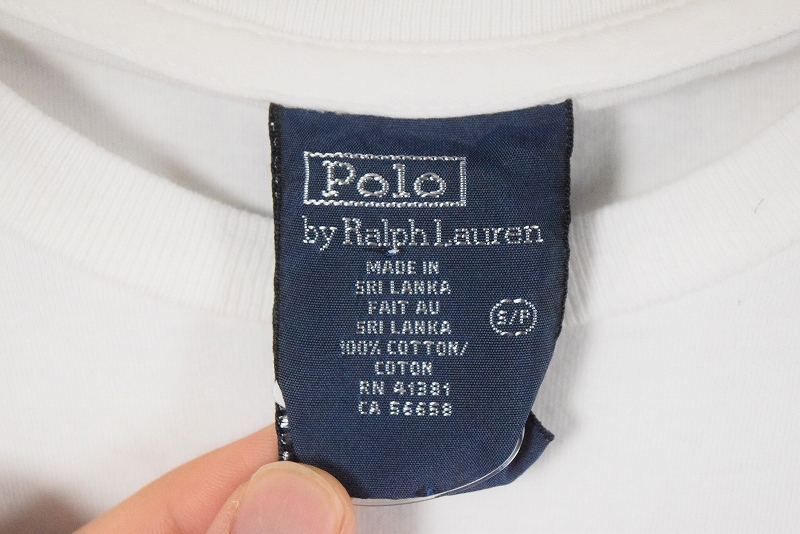 Polo
by Ralph Lauren
MADE IN
SRI LANKA
FAIT AU
SRI LANKA
S/P
100% COTTON/
COTON
RN 41381
CA 56658